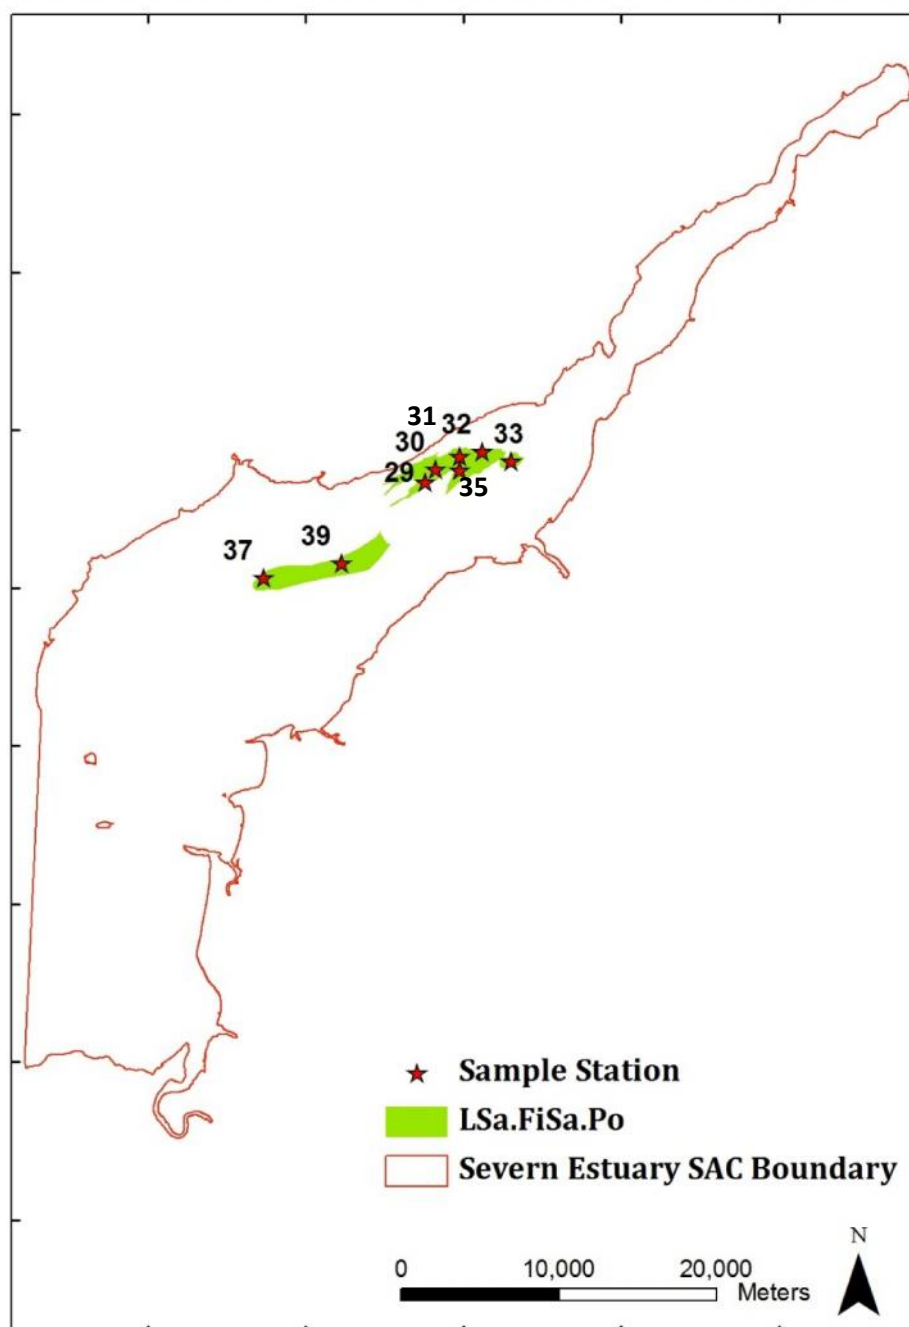 31
32
33
30
29
35
39
37
Sample Station
LSa.FiSa.Po
Severn Estuary SAC Boundary
N
0 10,000 20,000
Meters